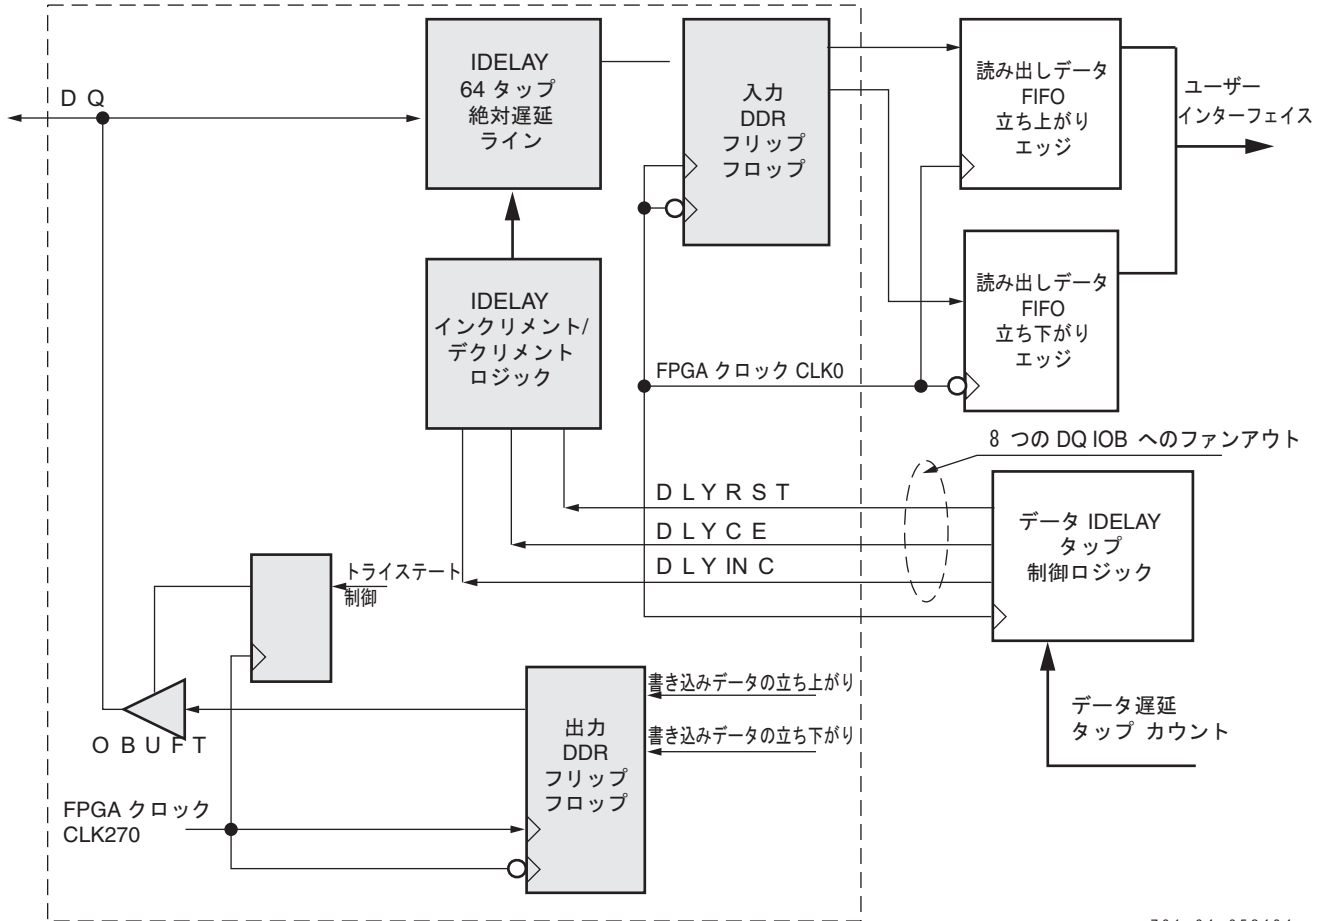 IDELAY
64 タップ
絶対遅延
ライン
D Q
入力
DDR
フリップ
フロップ
読み出しデータ
FIFO
立ち上がり
エッジ
ユーザー
インターフェイス
IDELAY
インクリメント/
デクリメント
ロジック
読み出しデータ
FIFO
立ち下がり
エッジ
FPGA クロック CLK0
8 つの DQ IOB へのファンアウト
D L Y R S T
D L Y C E
D L Y IN C
データ IDELAY
タップ
制御ロジック
トライステート
制御
書き込みデータの立ち上がり
書き込みデータの立ち下がり
データ遅延
タップ カウント
O B U F T
出力
DDR
フリップ
フロップ
FPGA クロック
CLK270